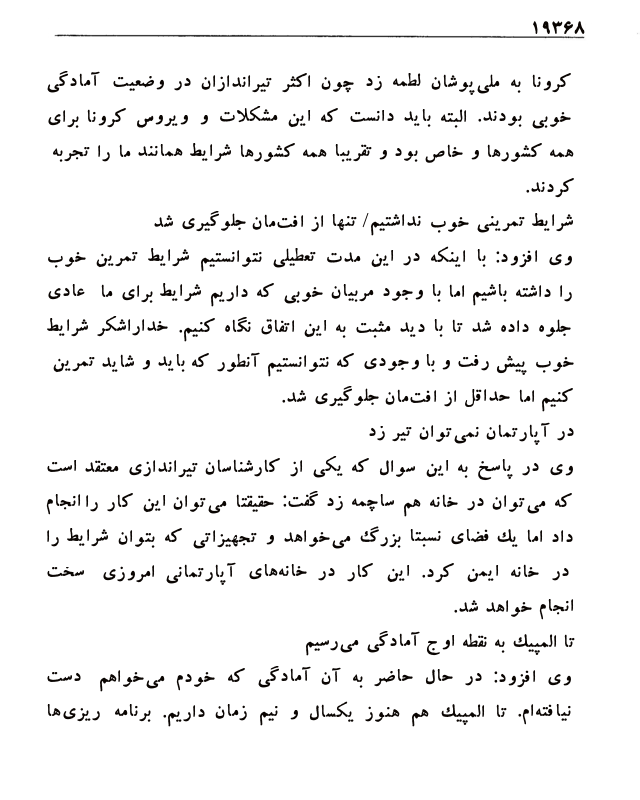 ۱۹۳۶۸
کرونا به ملی‌پوشان لطمه زد چون اکثر تیراندازان در وضعیت آمادگی
خوبی بودند. البته باید دانست که این مشکلات و ویروس کرونا برای
همه کشورها و خاص بود و تقریبا همه کشورها شرایط همانند ما را تجربه
کردند.
شرایط تمرینی خوب نداشتیم/ تنها از افت‌مان جلوگیری شد
وی افزود: با اینکه در این مدت تعطیلی نتوانستیم شرایط تمرین خوب
را داشته باشیم اما با وجود مربیان خوبی که داریم شرایط برای ما عادی
جلوه داده شد تا با دید مثبت به این اتفاق نگاه کنیم. خداراشکر شرایط
خوب پیش رفت و با وجودی که نتوانستیم آنطور که باید و شاید تمرین
کنیم اما حداقل از افت‌مان جلوگیری شد.
در آپارتمان نمی‌توان تیر زد
وی در پاسخ به این سوال که یکی از کارشناسان تیراندازی معتقد است
که می‌توان در خانه هم ساچمه زد گفت: حقیقتا می‌توان این کار را انجام
داد اما یك فضای نسبتا بزرگ می‌خواهد و تجهیزاتی که بتوان شرایط را
در خانه ایمن کرد. این کار در خانه‌های آپارتمانی امروزی سخت
انجام خواهد شد.
تا المپیك به نقطه اوج آمادگی می‌رسیم
وی افزود: در حال حاضر به آن آمادگی که خودم می‌خواهم دست
نیافته‌ام. تا المپیك هم هنوز یکسال و نیم زمان داریم. برنامه ریزی‌ها